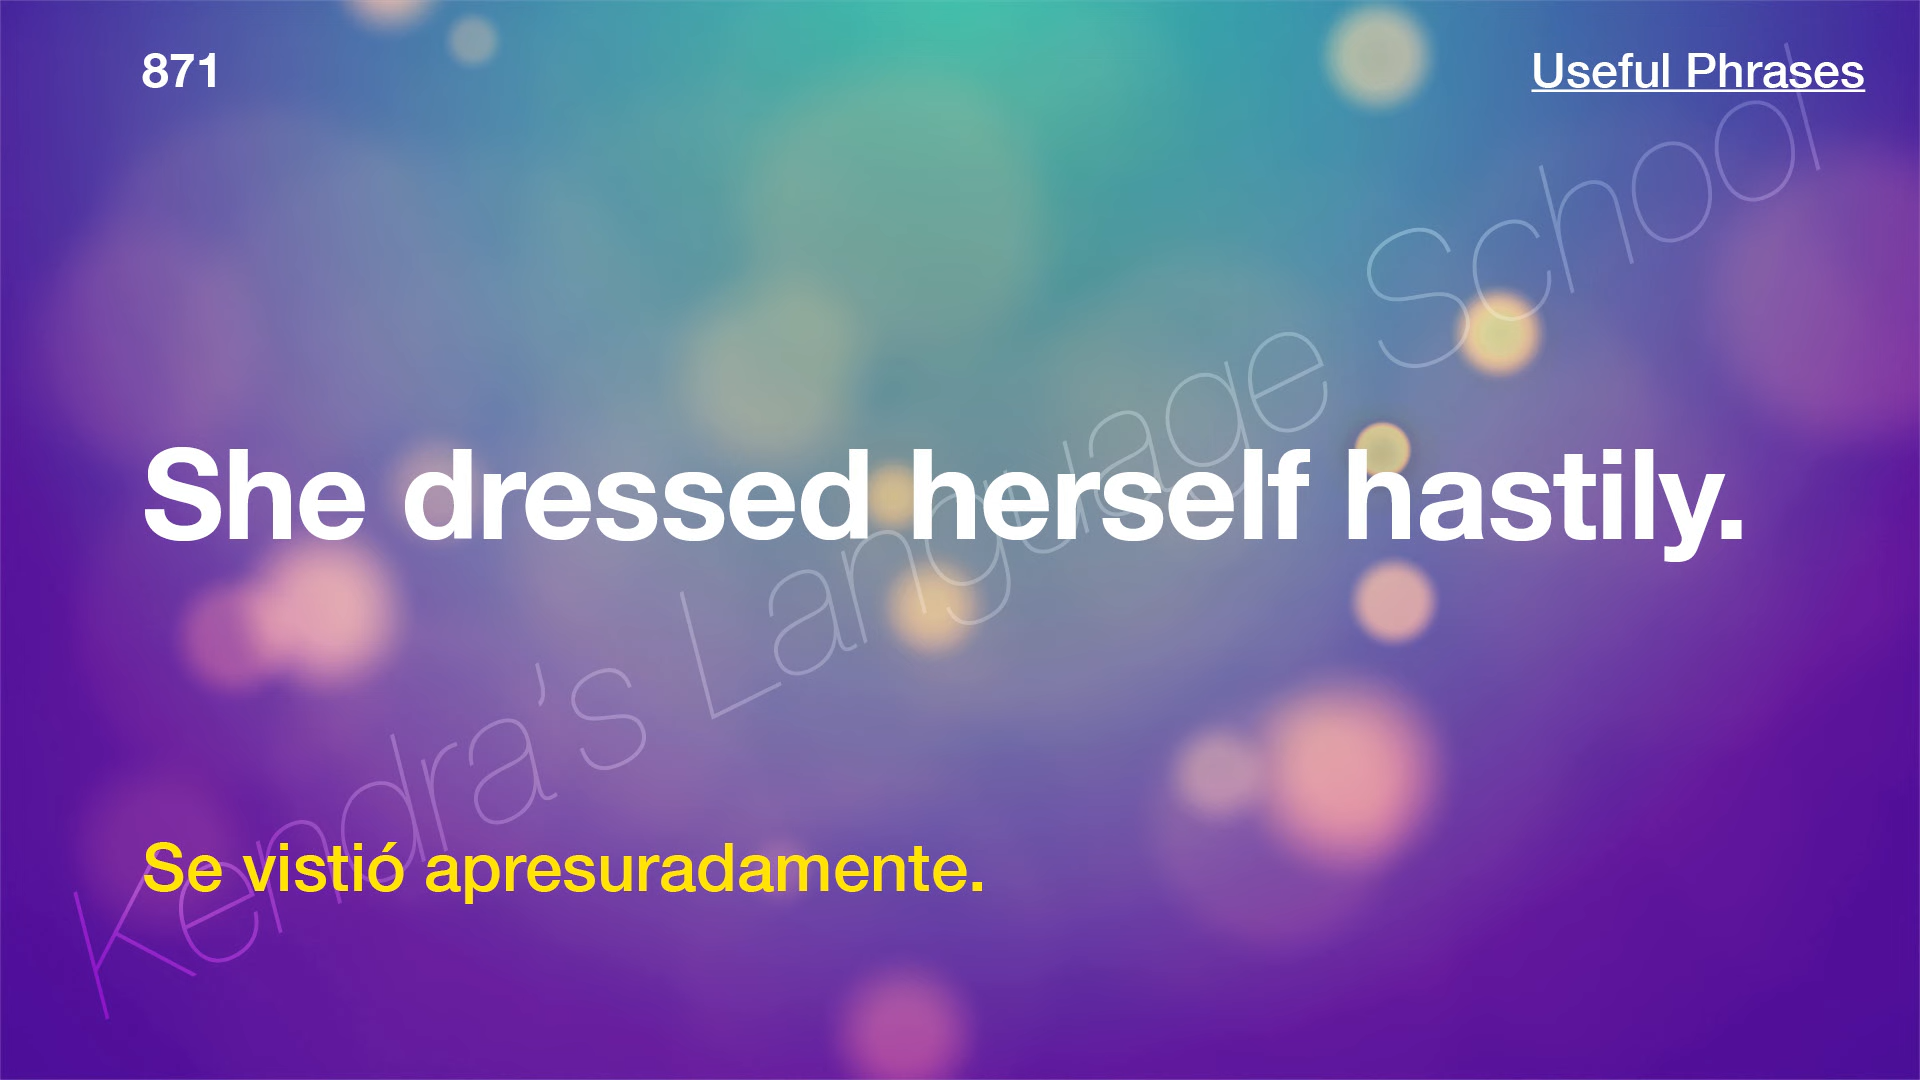 871
Useful Phrases
She dressed herself hastily.
Se vistió apresuradamente.
Kendra's Language School